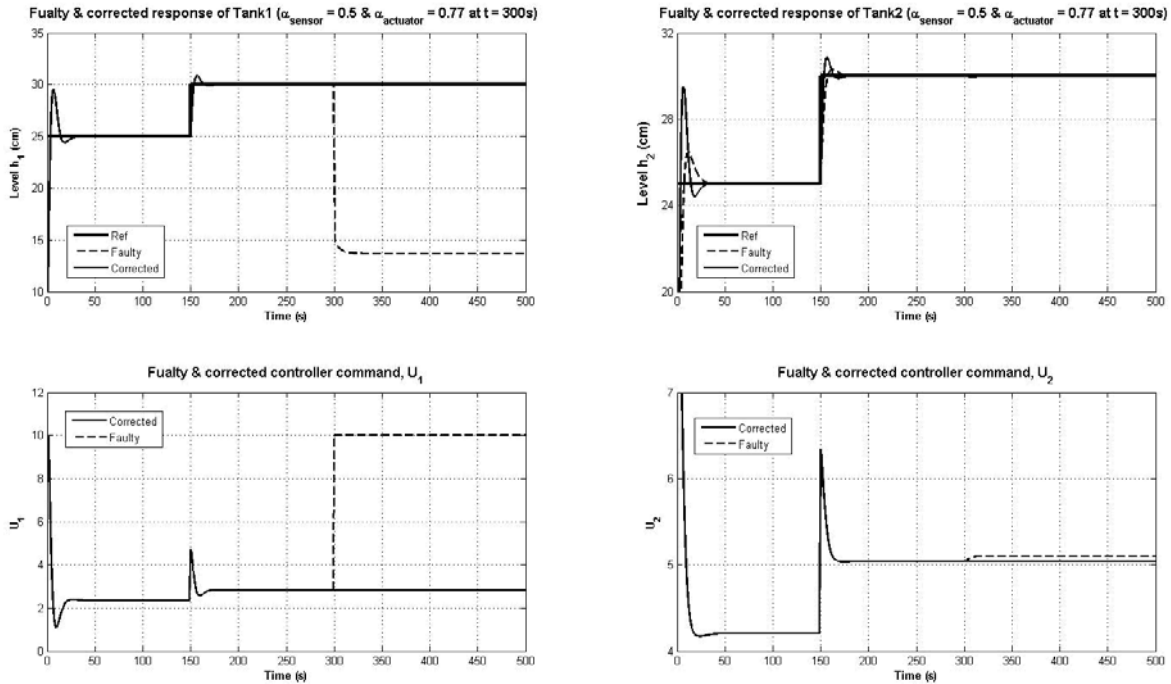 Fualty & corrected response of Tank1 (αsensor = 0.5 & αactuator = 0.77 at t = 300s)
35
30
25
20
15
10
Level h1 (cm)
Ref
Faulty
Corrected
0 50 100 150 200 250 300 350 400 450 500
Time (s)
Fualty & corrected response of Tank2 (αsensor = 0.5 & αactuator = 0.77 at t = 300s)
32
28
24
20
Level h2 (cm)
Ref
Faulty
Corrected
0 50 100 150 200 250 300 350 400 450 500
Time (s)
Fualty & corrected controller command, U1
12
10
8
6
4
2
0
U1
Corrected
Faulty
0 50 100 150 200 250 300 350 400 450 500
Time (s)
Fualty & corrected controller command, U2
7
6
5
4
U2
Corrected
Faulty
0 50 100 150 200 250 300 350 400 450 500
Time (s)